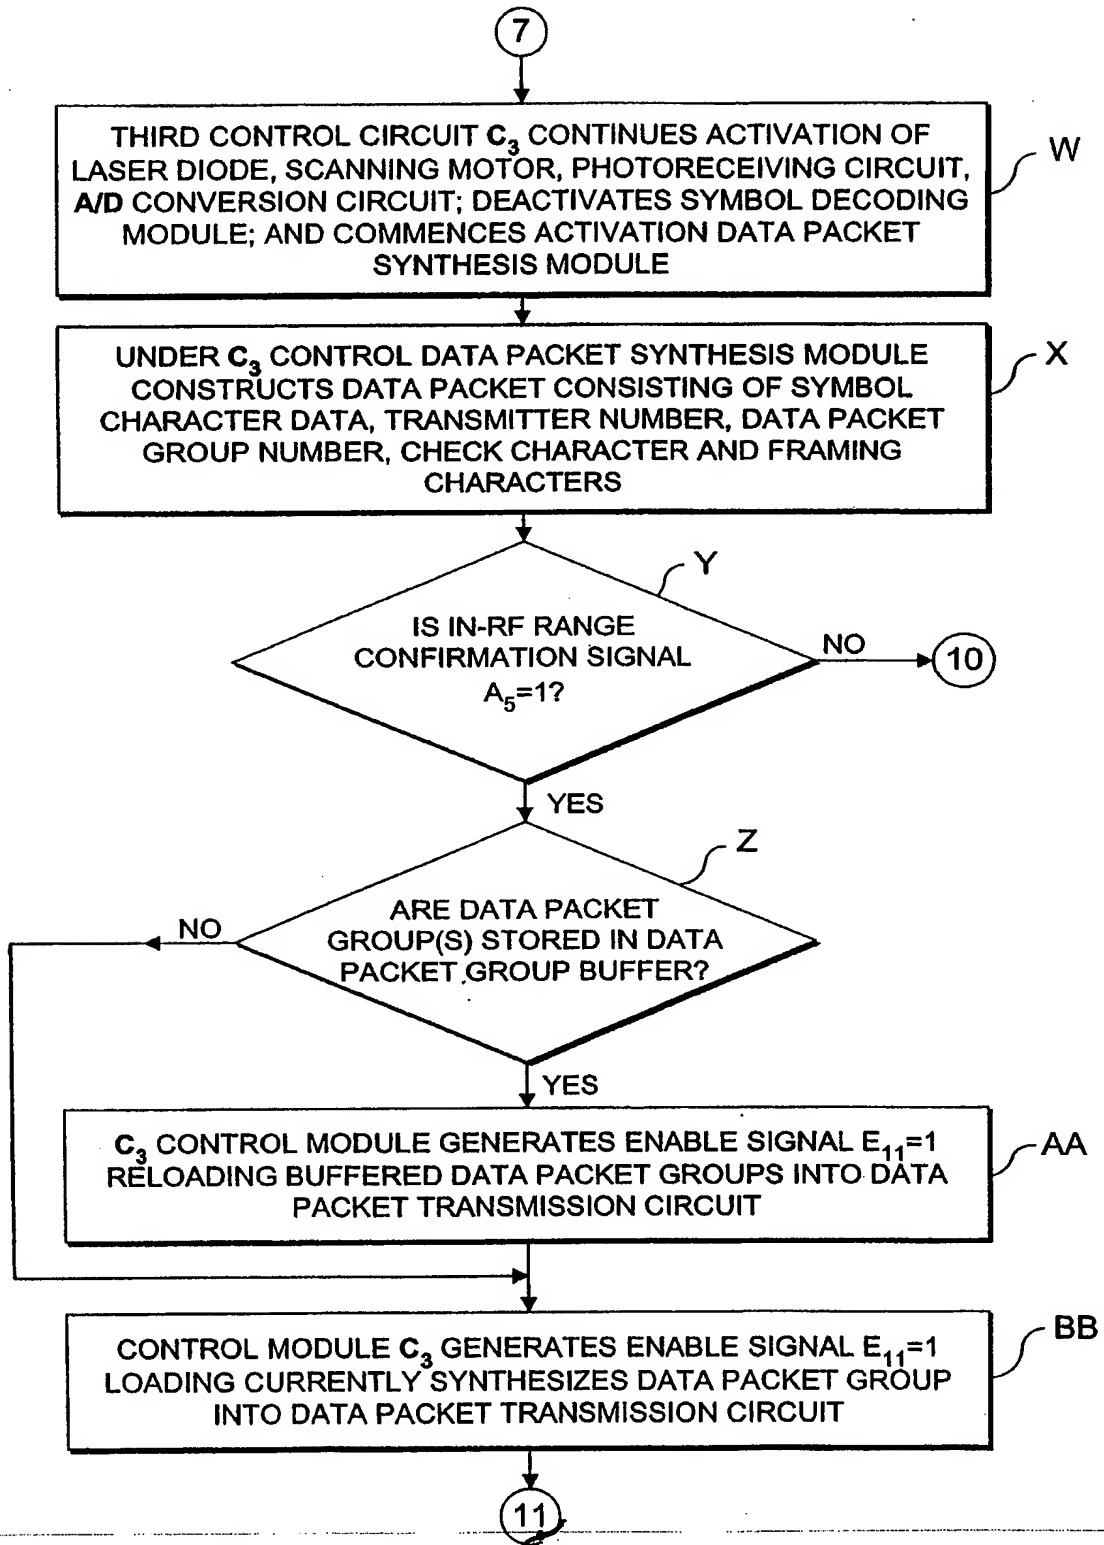 7
THIRD CONTROL CIRCUIT C₃ CONTINUES ACTIVATION OF
LASER DIODE, SCANNING MOTOR, PHOTORECEIVING CIRCUIT,
A/D CONVERSION CIRCUIT; DEACTIVATES SYMBOL DECODING
MODULE; AND COMMENCES ACTIVATION DATA PACKET
SYNTHESIS MODULE
W
UNDER C₃ CONTROL DATA PACKET SYNTHESIS MODULE
CONSTRUCTS DATA PACKET CONSISTING OF SYMBOL
CHARACTER DATA, TRANSMITTER NUMBER, DATA PACKET
GROUP NUMBER, CHECK CHARACTER AND FRAMING
CHARACTERS
X
Y
IS IN-RF RANGE
CONFIRMATION SIGNAL
A₅=1?
NO
10
YES
Z
ARE DATA PACKET
GROUP(S) STORED IN DATA
PACKET GROUP BUFFER?
NO
YES
C₃ CONTROL MODULE GENERATES ENABLE SIGNAL E₁₁=1
RELOADING BUFFERED DATA PACKET GROUPS INTO DATA
PACKET TRANSMISSION CIRCUIT
AA
CONTROL MODULE C₃ GENERATES ENABLE SIGNAL E₁₁=1
LOADING CURRENTLY SYNTHESIZES DATA PACKET GROUP
INTO DATA PACKET TRANSMISSION CIRCUIT
BB
11